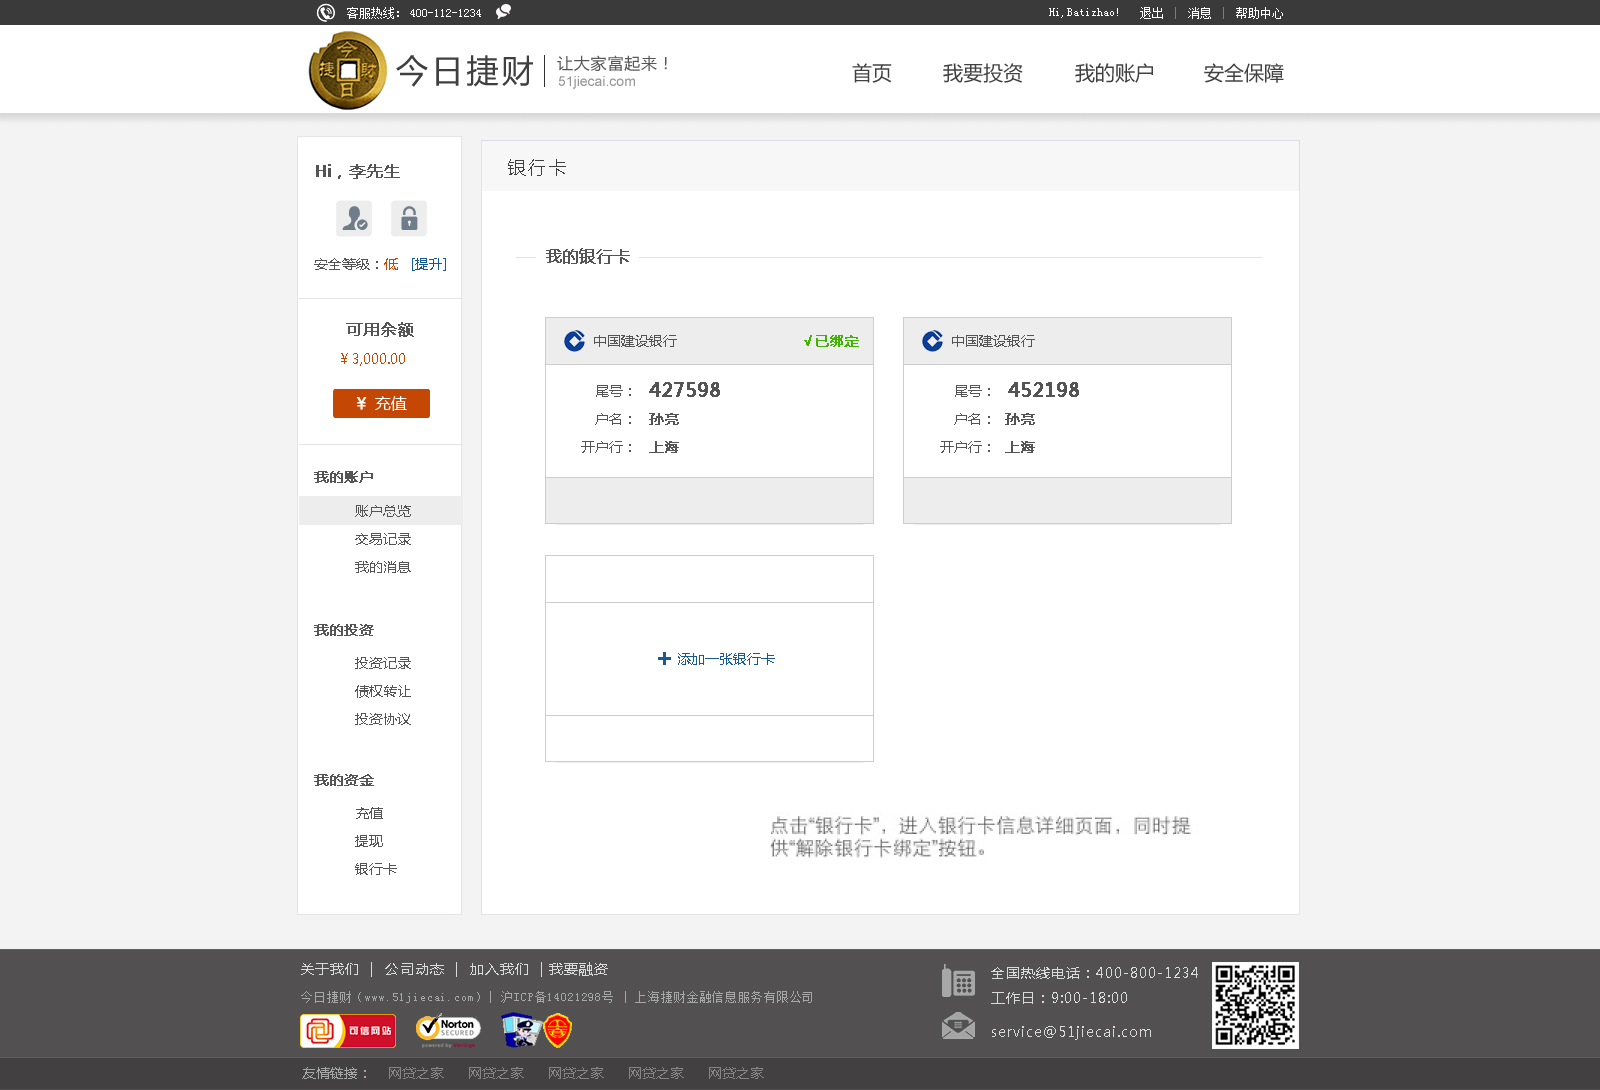 客服热线： 400-112-1234
Hi,Batizhao! 退出 | 消息 | 帮助中心
今日捷财
今日捷财 | 让大家富起来！
51jiecai.com
首页 我要投资 我的账户 安全保障
Hi，李先生
安全等级：低 [提升]
可用余额
¥ 3,000.00
¥ 充值
我的账户
账户总览
交易记录
我的消息
我的投资
投资记录
债权转让
投资协议
我的资金
充值
提现
银行卡
银行卡
我的银行卡
中国建设银行 √已绑定
尾号： 427598
户名： 孙亮
开户行： 上海
中国建设银行
尾号： 452198
户名： 孙亮
开户行： 上海
+ 添加一张银行卡
点击“银行卡”，进入银行卡信息详细页面，同时提
供“解除银行卡绑定”按钮。
关于我们 | 公司动态 | 加入我们 | 我要融资
今日捷财（www.51jiecai.com）| 沪ICP备14021298号 | 上海捷财金融信息服务有限公司
可信网站
Norton
SECURED
powered by VeriSign
全国热线电话：400-800-1234
工作日：9:00-18:00
service@51jiecai.com
友情链接： 网贷之家 网贷之家 网贷之家 网贷之家 网贷之家